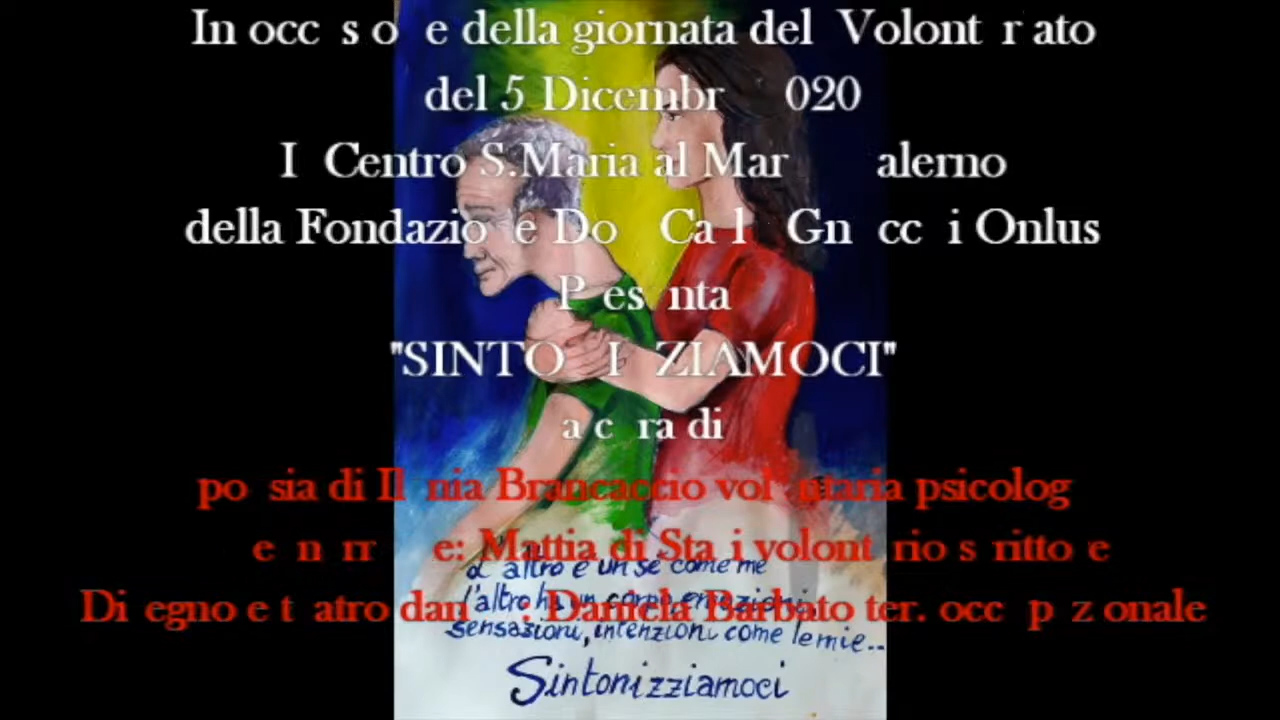 In occ s o e della giornata del Volont r ato
del 5 Dicembr 020
I Centro S.Maria al Mar alerno
della Fondazio e Do Ca l Gn cc i Onlus
P es nta
"SINTO I ZIAMOCI"
a c ra di
po sia di Il nia Brancaccio vol ntaria psicolog
e n rr e: Mattia di Sta i volont rio s ritto e
L'altro è un sé come me
l'altro ha un corpo, emozioni,
Di egno e t atro dan : Daniela Barbato ter. occ p z onale
sensazioni, intenzioni come le mie..
Sintonizziamoci